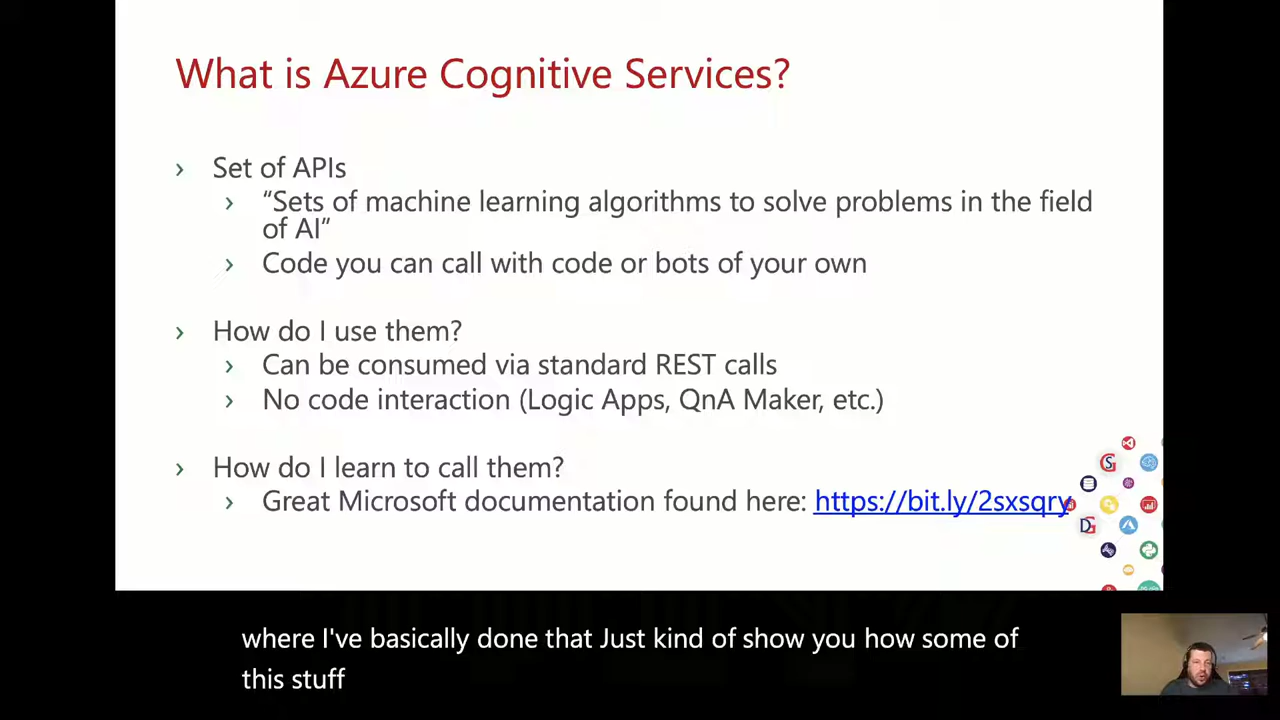 What is Azure Cognitive Services?
› Set of APIs
› “Sets of machine learning algorithms to solve problems in the field
of AI”
› Code you can call with code or bots of your own
› How do I use them?
› Can be consumed via standard REST calls
› No code interaction (Logic Apps, QnA Maker, etc.)
› How do I learn to call them?
› Great Microsoft documentation found here: https://bit.ly/2sxsqry
where I've basically done that Just kind of show you how some of
this stuff